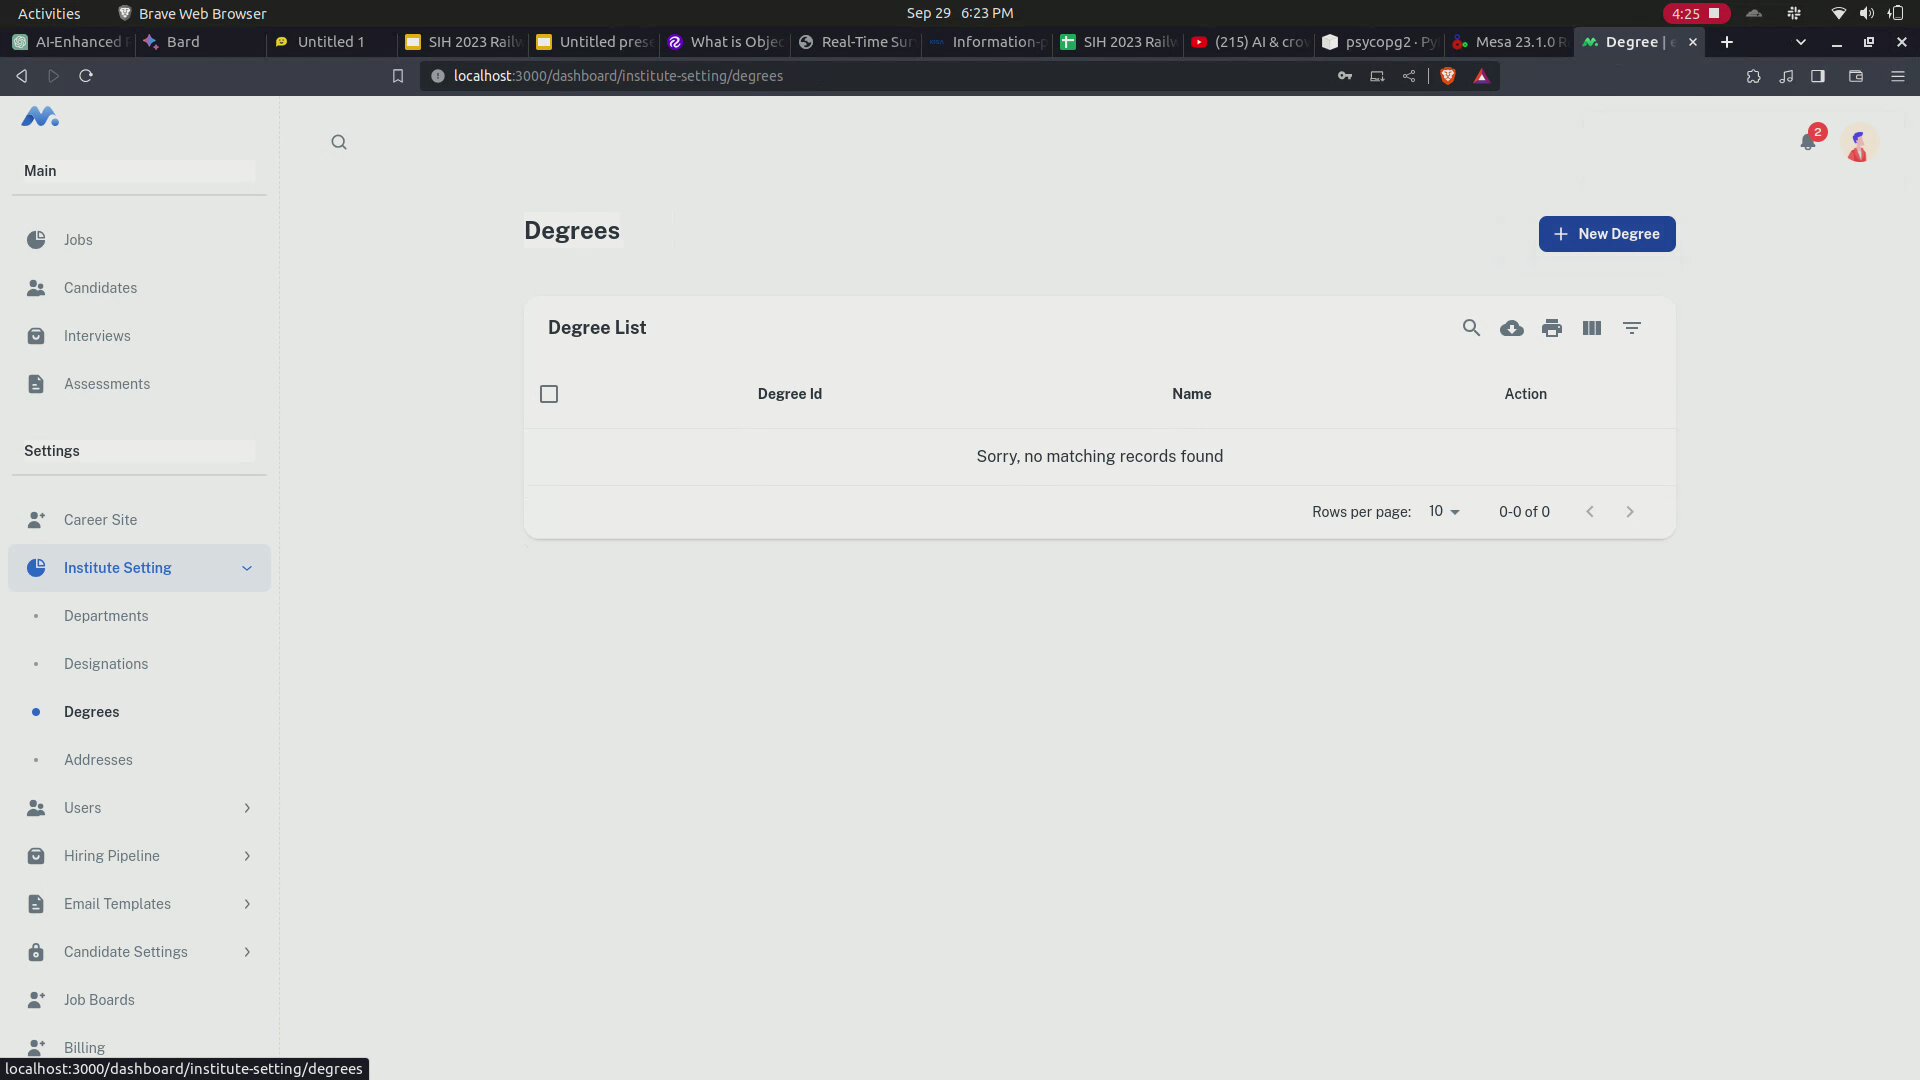 Activities
Brave Web Browser
Sep 29 6:23 PM
4:25
AI-Enhanced
Bard
Untitled 1
SIH 2023 Railw
Untitled prese
What is Objec
Real-Time Sur
Information-p
SIH 2023 Railw
(215) AI & crow
psycopg2 · Py
Mesa 23.1.0 R
Degree |
localhost:3000/dashboard/institute-setting/degrees
2
Main
Jobs
Candidates
Interviews
Assessments
Settings
Career Site
Institute Setting
Departments
Designations
Degrees
Addresses
Users
Hiring Pipeline
Email Templates
Candidate Settings
Job Boards
Billing
Degrees
New Degree
Degree List
Degree Id
Name
Action
Sorry, no matching records found
Rows per page: 10
0-0 of 0
localhost:3000/dashboard/institute-setting/degrees